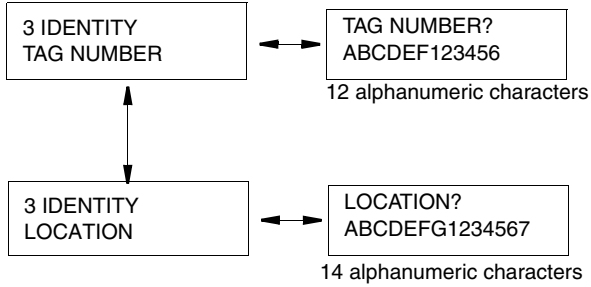 3 IDENTITY
TAG NUMBER
TAG NUMBER?
ABCDEF123456
12 alphanumeric characters
3 IDENTITY
LOCATION
LOCATION?
ABCDEFG1234567
14 alphanumeric characters